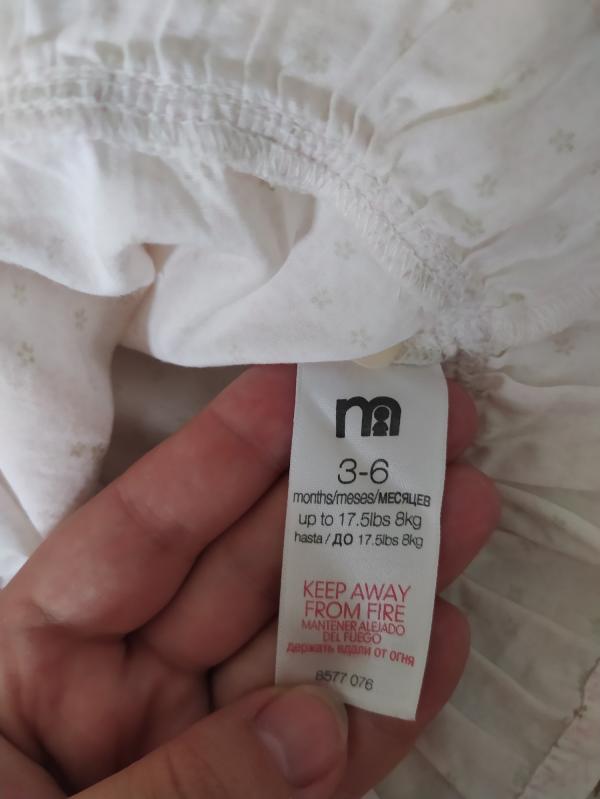 m
3-6
months/meses/МЕСЯЦЕВ
up to 17.5lbs 8kg
hasta / ДО 17.5lbs 8kg
KEEP AWAY
FROM FIRE
MANTENER ALEJADO
DEL FUEGO
держать вдали от огня
8577 076